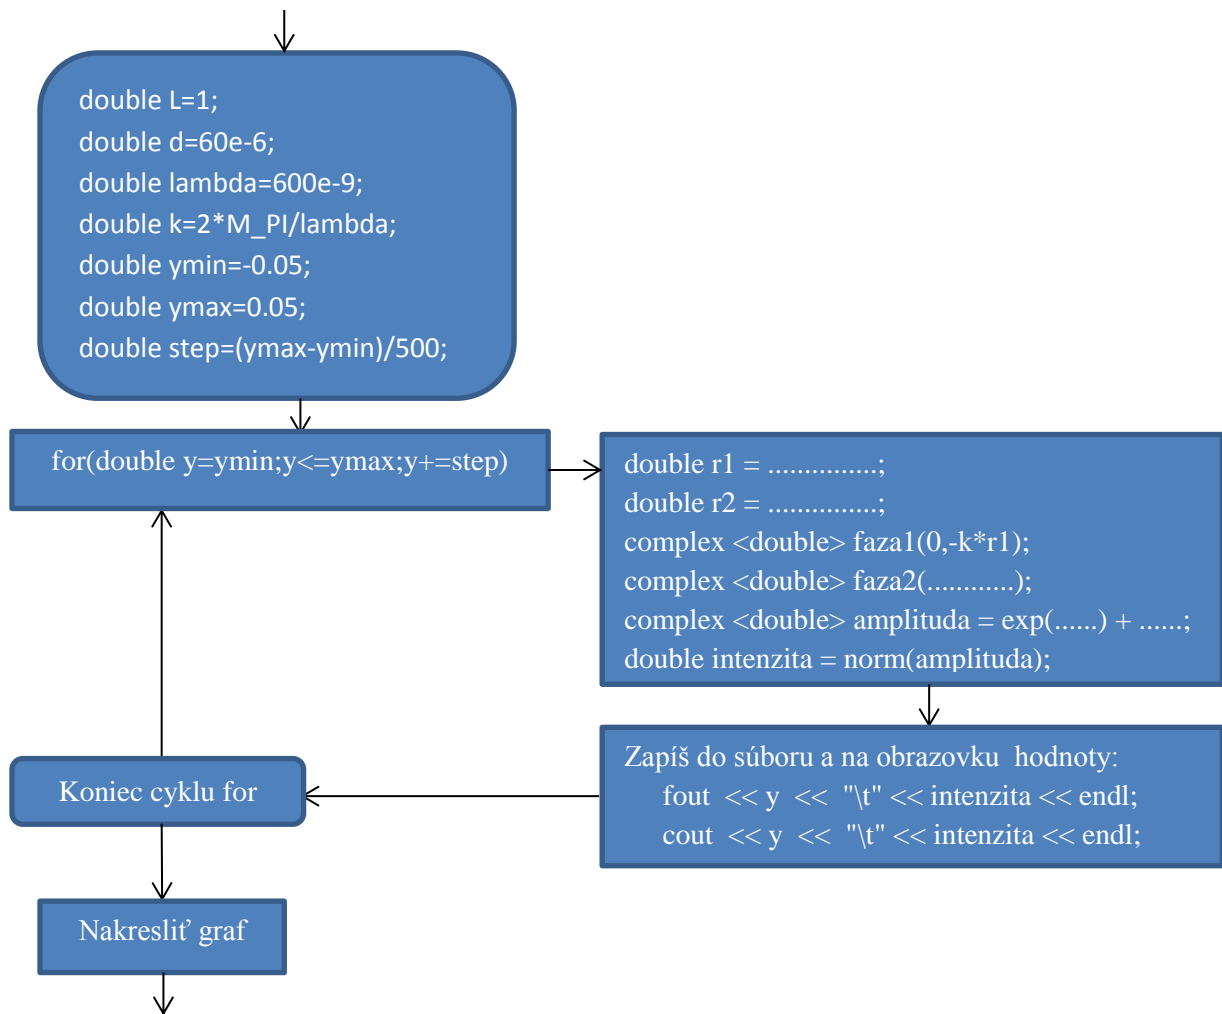 double L=1;
double d=60e-6;
double lambda=600e-9;
double k=2*M_PI/lambda;
double ymin=-0.05;
double ymax=0.05;
double step=(ymax-ymin)/500;
for(double y=ymin;y<=ymax;y+=step)
double r1 = ...............;
double r2 = ...............;
complex <double> faza1(0,-k*r1);
complex <double> faza2(............);
complex <double> amplituda = exp(......) + ......;
double intenzita = norm(amplituda);
Zapíš do súboru a na obrazovku hodnoty:
fout << y << "\t" << intenzita << endl;
cout << y << "\t" << intenzita << endl;
Koniec cyklu for
Nakresliť graf